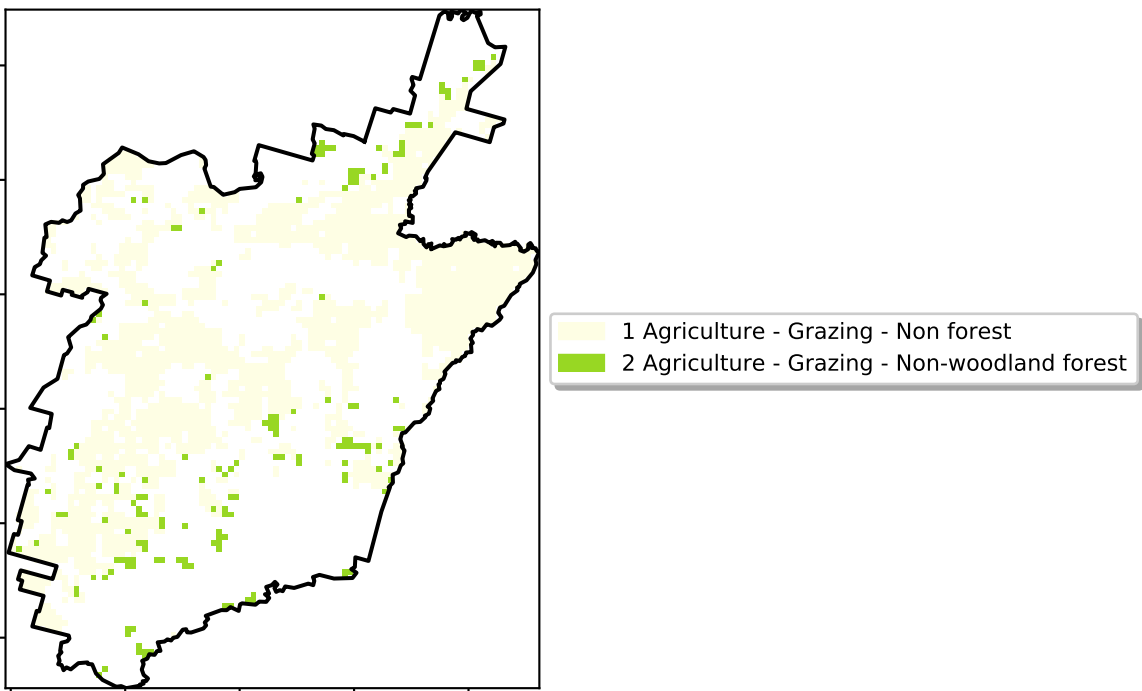 1 Agriculture - Grazing - Non forest
2 Agriculture - Grazing - Non-woodland forest